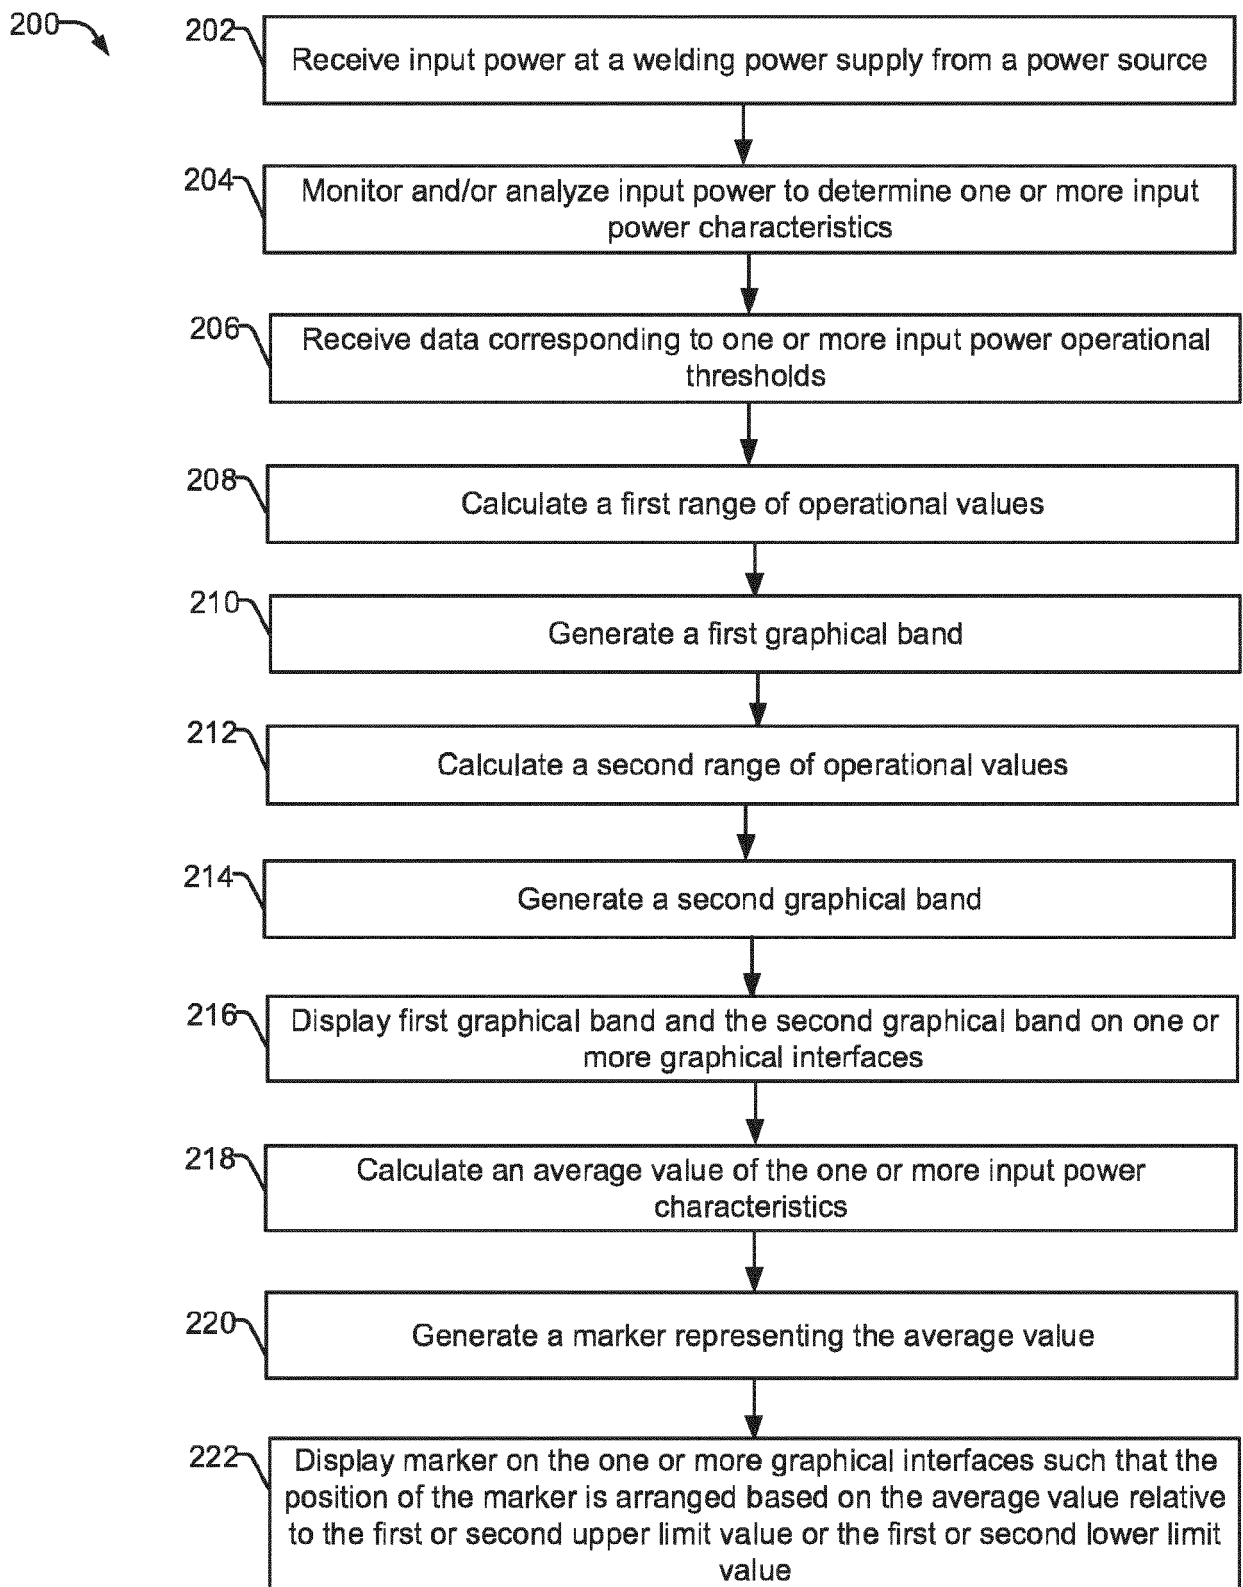 200
202
Receive input power at a welding power supply from a power source
204
Monitor and/or analyze input power to determine one or more input
power characteristics
206
Receive data corresponding to one or more input power operational
thresholds
208
Calculate a first range of operational values
210
Generate a first graphical band
212
Calculate a second range of operational values
214
Generate a second graphical band
216
Display first graphical band and the second graphical band on one or
more graphical interfaces
218
Calculate an average value of the one or more input power
characteristics
220
Generate a marker representing the average value
222
Display marker on the one or more graphical interfaces such that the
position of the marker is arranged based on the average value relative
to the first or second upper limit value or the first or second lower limit
value